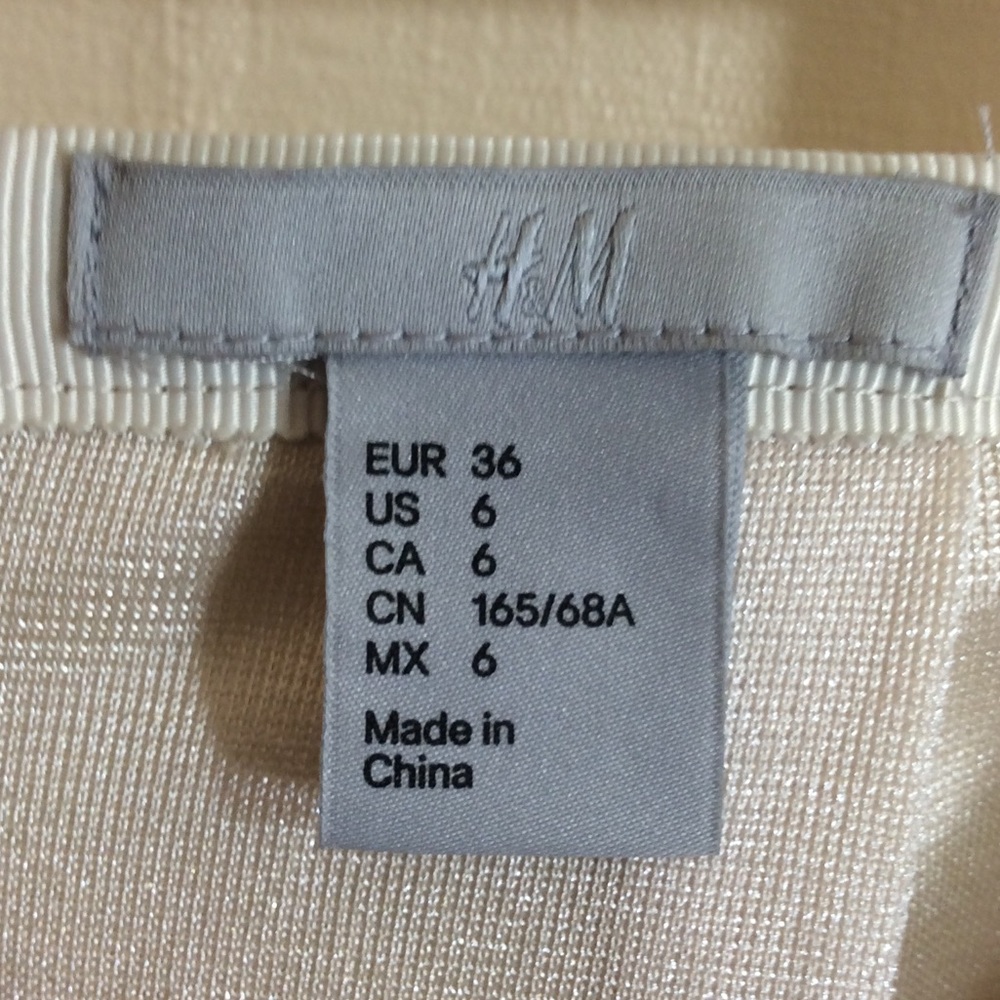 H&M
EUR 36
US 6
CA 6
CN 165/68A
MX 6
Made in
China